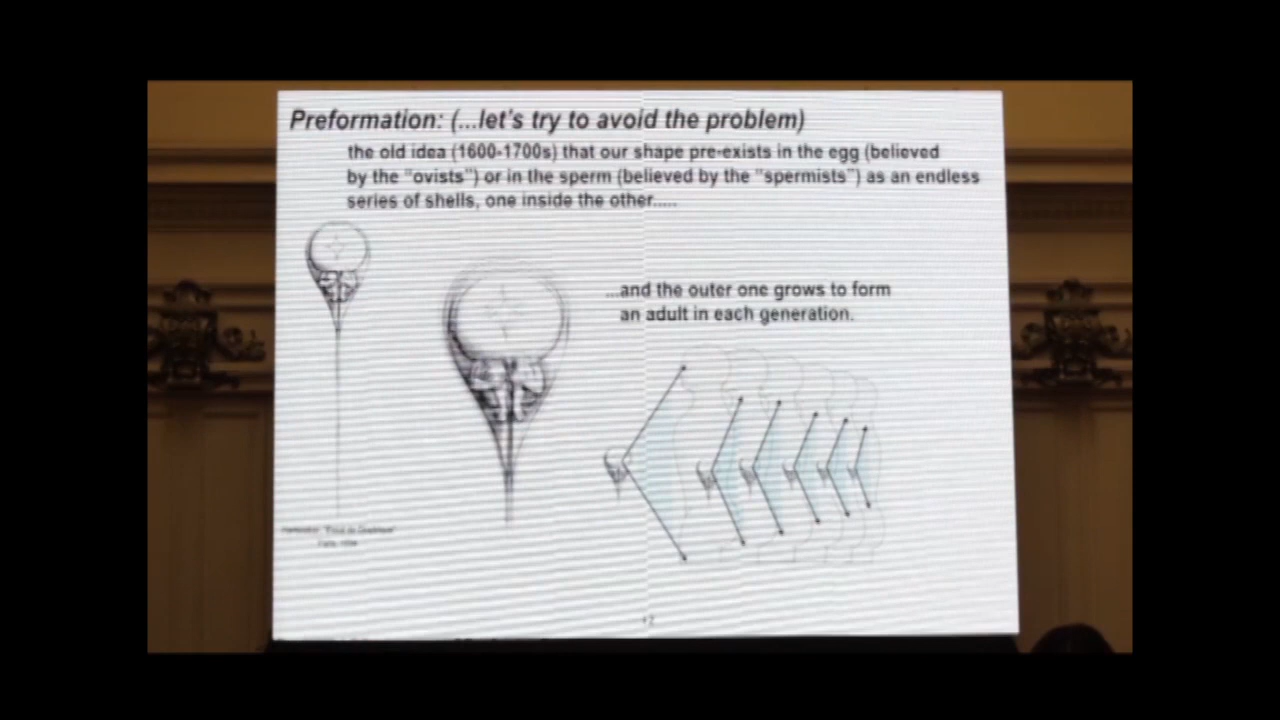 Preformation: (...let's try to avoid the problem)
the old idea (1600-1700s) that our shape pre-exists in the egg (believed
by the "ovists") or in the sperm (believed by the "spermists") as an endless
series of shells, one inside the other.....
...and the outer one grows to form
an adult in each generation.